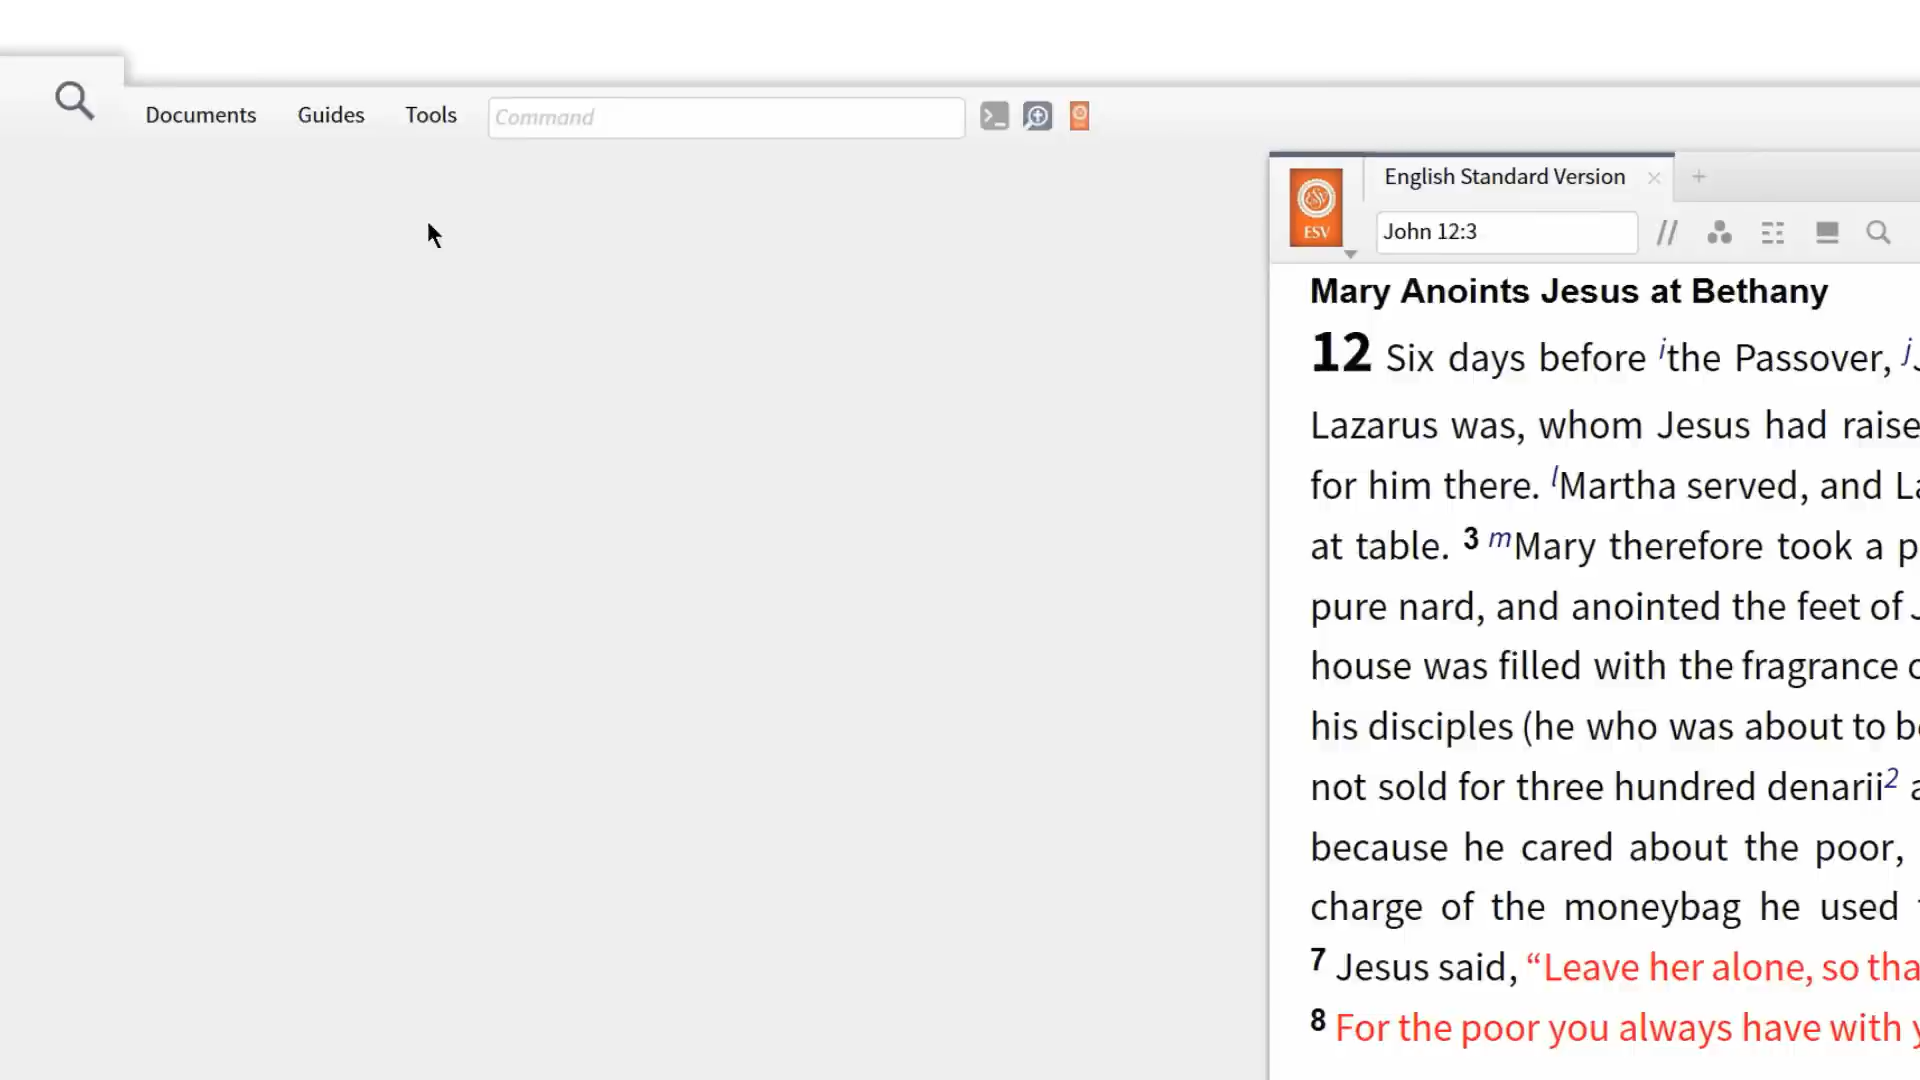 Documents Guides Tools Command
English Standard Version
ESV John 12:3
Mary Anoints Jesus at Bethany
12 Six days before i the Passover, j
Lazarus was, whom Jesus had raise
for him there. l Martha served, and La
at table. 3 m Mary therefore took a p
pure nard, and anointed the feet of J
house was filled with the fragrance o
his disciples (he who was about to be
not sold for three hundred denarii2 a
because he cared about the poor,
charge of the moneybag he used t
7 Jesus said, “Leave her alone, so tha
8 For the poor you always have with y